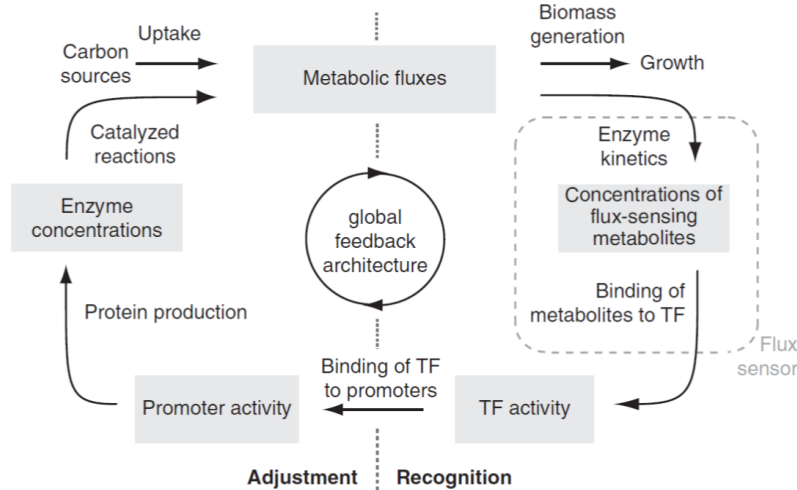 Uptake
Carbon
sources
Metabolic fluxes
Biomass
generation
Growth
Catalyzed
reactions
Enzyme
kinetics
Enzyme
concentrations
global
feedback
architecture
Concentrations of
flux-sensing
metabolites
Protein production
Binding of
metabolites to TF
Flux
sensor
Binding of TF
to promoters
Promoter activity
TF activity
Adjustment
Recognition